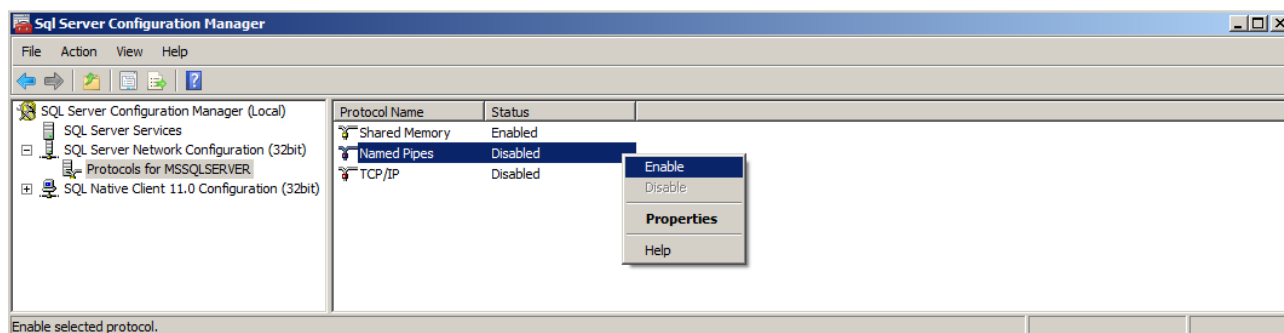 Sql Server Configuration Manager
File Action View Help
SQL Server Configuration Manager (Local)
SQL Server Services
SQL Server Network Configuration (32bit)
Protocols for MSSQLSERVER
SQL Native Client 11.0 Configuration (32bit)
Protocol Name Status
Shared Memory Enabled
Named Pipes Disabled
TCP/IP Disabled
Enable
Disable
Properties
Help
Enable selected protocol.